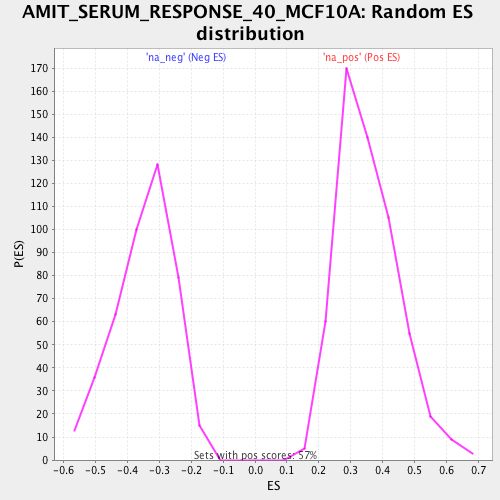 AMIT_SERUM_RESPONSE_40_MCF10A: Random ES
distribution
'na_neg' (Neg ES) 'na_pos' (Pos ES)
170
160
150
140
130
120
110
100
90
80
70
60
50
40
30
20
10
0
P(ES)
Sets with pos scores: 57%
-0.6 -0.5 -0.4 -0.3 -0.2 -0.1 0.0 0.1 0.2 0.3 0.4 0.5 0.6 0.7
ES